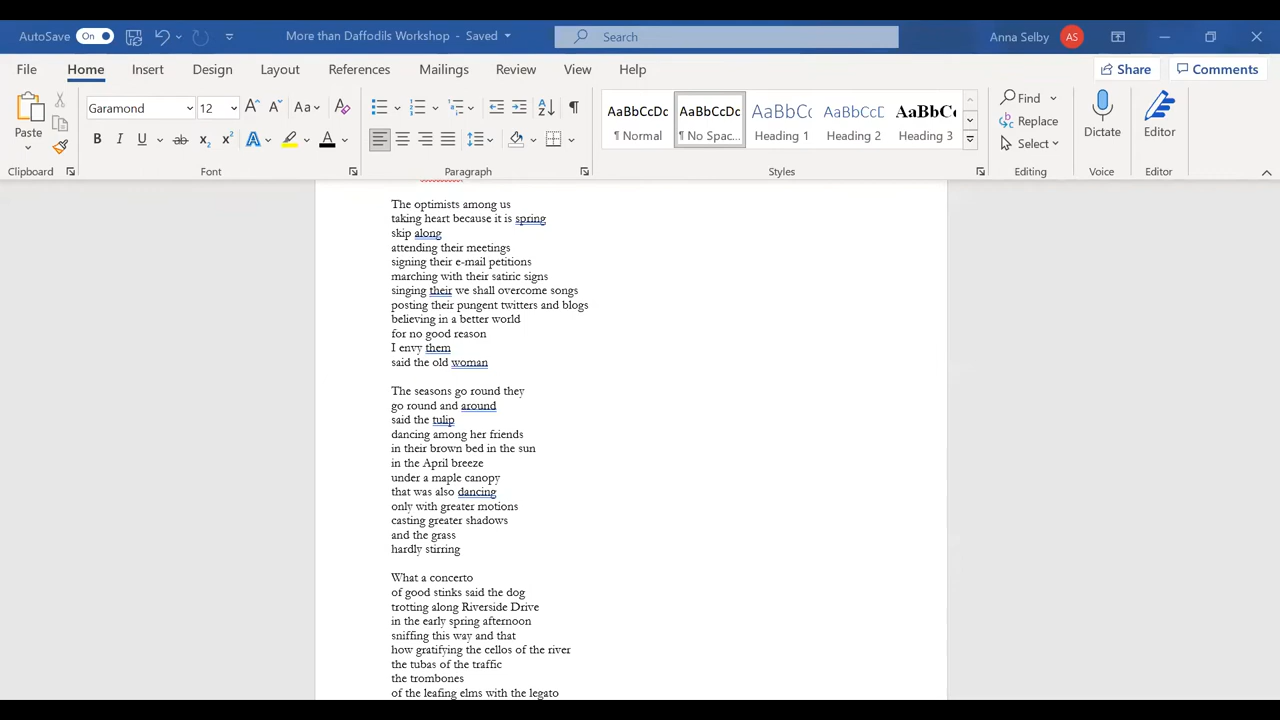 AutoSave On More than Daffodils Workshop - Saved Search Anna Selby AS
File Home Insert Design Layout References Mailings Review View Help Share Comments
Paste Garamond 12 Aa AaBbCcDc AaBbCcDc AaBbCc AaBbCcD AaBbCc Find Replace Select Dictate Editor
B I U ab x₂ x² A A ¶ Normal ¶ No Spac... Heading 1 Heading 2 Heading 3
Clipboard Font Paragraph Styles Editing Voice Editor
The optimists among us
taking heart because it is spring
skip along
attending their meetings
signing their e-mail petitions
marching with their satiric signs
singing their we shall overcome songs
posting their pungent twitters and blogs
believing in a better world
for no good reason
I envy them
said the old woman
The seasons go round they
go round and around
said the tulip
dancing among her friends
in their brown bed in the sun
in the April breeze
under a maple canopy
that was also dancing
only with greater motions
casting greater shadows
and the grass
hardly stirring
What a concerto
of good stinks said the dog
trotting along Riverside Drive
in the early spring afternoon
sniffing this way and that
how gratifying the cellos of the river
the tubas of the traffic
the trombones
of the leafing elms with the legato